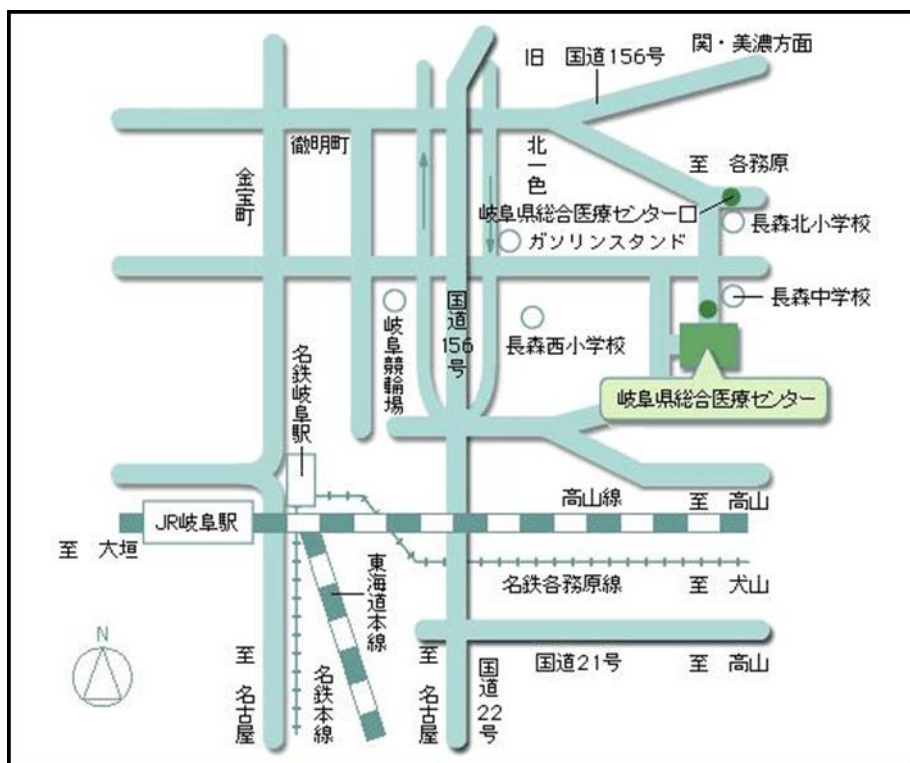 関・美濃方面
旧 国道156号
徹明町
北一色
至 各務原
金宝町
岐阜県総合医療センター口
長森北小学校
ガソリンスタンド
国道156号
長森中学校
岐阜競輪場
長森西小学校
名鉄岐阜駅
岐阜県総合医療センター
高山線
至 高山
JR岐阜駅
至 大垣
名鉄各務原線
至 犬山
東海道本線
N
至 名古屋
名鉄本線
至 名古屋
国道22号
国道21号
至 高山